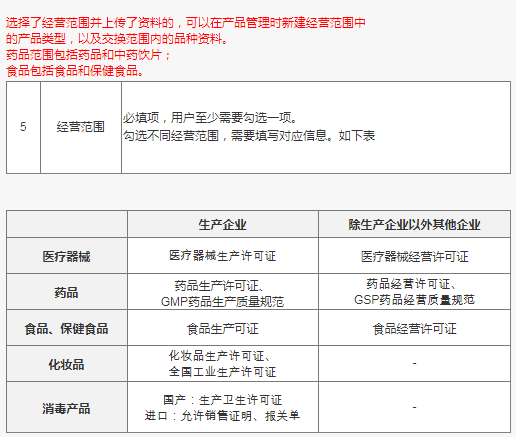 选择了经营范围并上传了资料的，可以在产品管理时新建经营范围中
的产品类型，以及交换范围内的品种资料。
药品范围包括药品和中药饮片；
食品包括食品和保健食品。
5 经营范围 必填项，用户至少需要勾选一项。
勾选不同经营范围，需要填写对应信息。如下表
生产企业 除生产企业以外其他企业
医疗器械 医疗器械生产许可证 医疗器械经营许可证
药品 药品生产许可证、 药品经营许可证、
GMP药品生产质量规范 GSP药品经营质量规范
食品、保健食品 食品生产可证 食品经营许可证
化妆品 化妆品生产许可证、 -
全国工业生产许可证
消毒产品 国产：生产卫生许可证 -
进口：允许销售证明、报关单